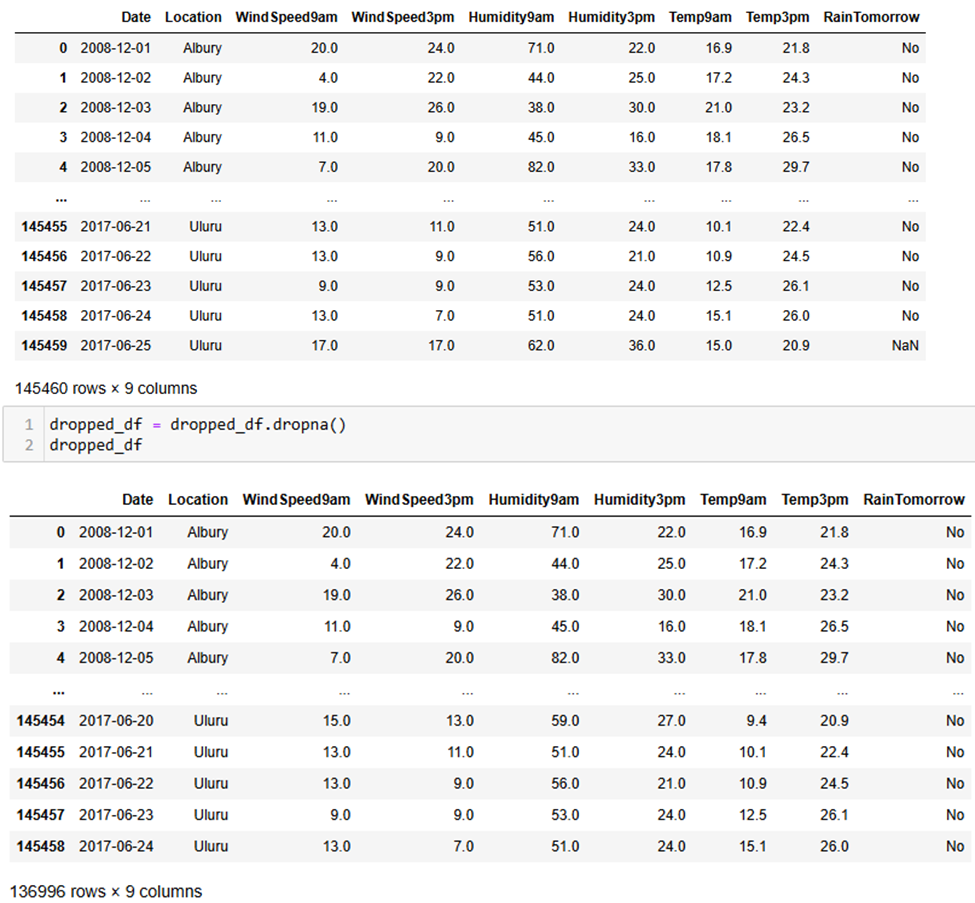 Date Location WindSpeed9am WindSpeed3pm Humidity9am Humidity3pm Temp9am Temp3pm RainTomorrow
0 2008-12-01 Albury 20.0 24.0 71.0 22.0 16.9 21.8 No
1 2008-12-02 Albury 4.0 22.0 44.0 25.0 17.2 24.3 No
2 2008-12-03 Albury 19.0 26.0 38.0 30.0 21.0 23.2 No
3 2008-12-04 Albury 11.0 9.0 45.0 16.0 18.1 26.5 No
4 2008-12-05 Albury 7.0 20.0 82.0 33.0 17.8 29.7 No
... ... ... ... ... ... ... ... ... ...
145455 2017-06-21 Uluru 13.0 11.0 51.0 24.0 10.1 22.4 No
145456 2017-06-22 Uluru 13.0 9.0 56.0 21.0 10.9 24.5 No
145457 2017-06-23 Uluru 9.0 9.0 53.0 24.0 12.5 26.1 No
145458 2017-06-24 Uluru 13.0 7.0 51.0 24.0 15.1 26.0 No
145459 2017-06-25 Uluru 17.0 17.0 62.0 36.0 15.0 20.9 NaN
145460 rows × 9 columns
1 dropped_df = dropped_df.dropna()
2 dropped_df
Date Location WindSpeed9am WindSpeed3pm Humidity9am Humidity3pm Temp9am Temp3pm RainTomorrow
0 2008-12-01 Albury 20.0 24.0 71.0 22.0 16.9 21.8 No
1 2008-12-02 Albury 4.0 22.0 44.0 25.0 17.2 24.3 No
2 2008-12-03 Albury 19.0 26.0 38.0 30.0 21.0 23.2 No
3 2008-12-04 Albury 11.0 9.0 45.0 16.0 18.1 26.5 No
4 2008-12-05 Albury 7.0 20.0 82.0 33.0 17.8 29.7 No
... ... ... ... ... ... ... ... ... ...
145454 2017-06-20 Uluru 15.0 13.0 59.0 27.0 9.4 20.9 No
145455 2017-06-21 Uluru 13.0 11.0 51.0 24.0 10.1 22.4 No
145456 2017-06-22 Uluru 13.0 9.0 56.0 21.0 10.9 24.5 No
145457 2017-06-23 Uluru 9.0 9.0 53.0 24.0 12.5 26.1 No
145458 2017-06-24 Uluru 13.0 7.0 51.0 24.0 15.1 26.0 No
136996 rows × 9 columns